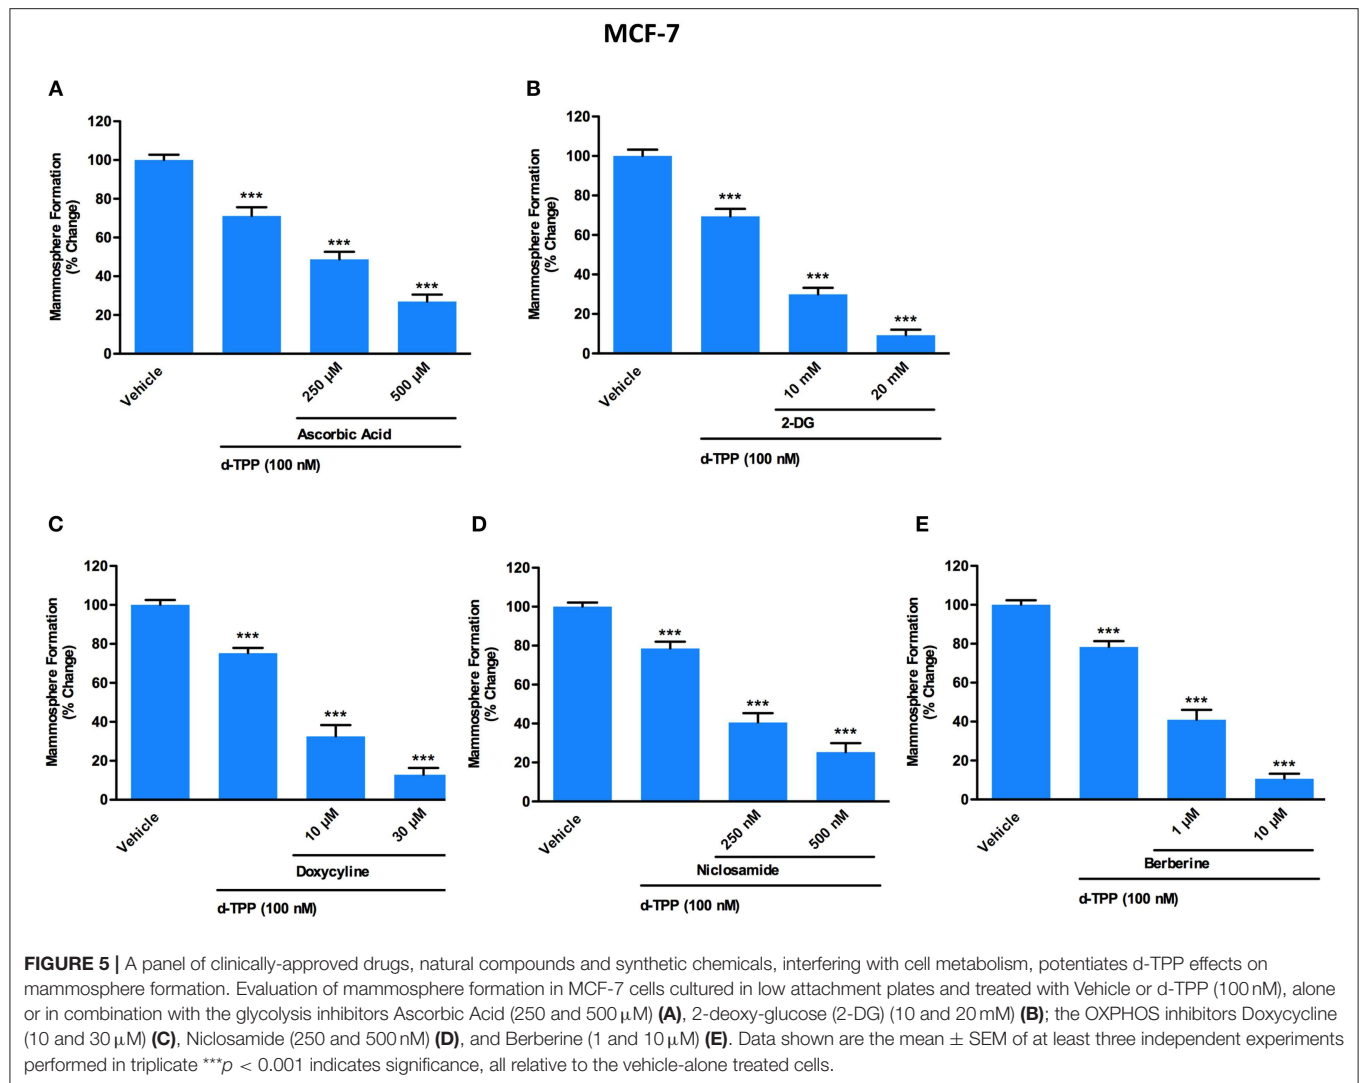 MCF-7
A
120
100
80
60
40
20
0
Mammosphere Formation
(% Change)
***
***
***
Vehicle
250 µM
500 µM
Ascorbic Acid
d-TPP (100 nM)
B
120
100
80
60
40
20
0
Mammosphere Formation
(% Change)
***
***
***
Vehicle
10 mM
20 mM
2-DG
d-TPP (100 nM)
C
120
100
80
60
40
20
0
Mammosphere Formation
(% Change)
***
***
***
Vehicle
10 µM
30 µM
Doxycyline
d-TPP (100 nM)
D
120
100
80
60
40
20
0
Mammosphere Formation
(% Change)
***
***
***
Vehicle
250 nM
500 nM
Niclosamide
d-TPP (100 nM)
E
120
100
80
60
40
20
0
Mammosphere Formation
(% Change)
***
***
***
Vehicle
1 µM
10 µM
Berberine
d-TPP (100 nM)
FIGURE 5 | A panel of clinically-approved drugs, natural compounds and synthetic chemicals, interfering with cell metabolism, potentiates d-TPP effects on
mammosphere formation. Evaluation of mammosphere formation in MCF-7 cells cultured in low attachment plates and treated with Vehicle or d-TPP (100 nM), alone
or in combination with the glycolysis inhibitors Ascorbic Acid (250 and 500 µM) (A), 2-deoxy-glucose (2-DG) (10 and 20 mM) (B); the OXPHOS inhibitors Doxycycline
(10 and 30 µM) (C), Niclosamide (250 and 500 nM) (D), and Berberine (1 and 10 µM) (E). Data shown are the mean ± SEM of at least three independent experiments
performed in triplicate ***p < 0.001 indicates significance, all relative to the vehicle-alone treated cells.